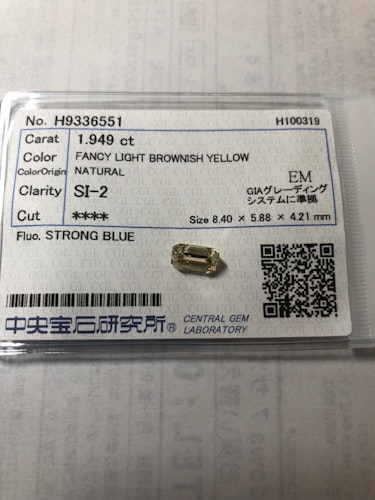 No. H9336551 H100319
Carat 1.949 ct
Color FANCY LIGHT BROWNISH YELLOW
ColorOrigin NATURAL
Clarity SI-2 EM
GIAグレーディング
システムに準拠
Cut **** Size 8.40 × 5.88 × 4.21 mm
Fluo. STRONG BLUE
中央宝石研究所® CENTRAL GEM
LABORATORY